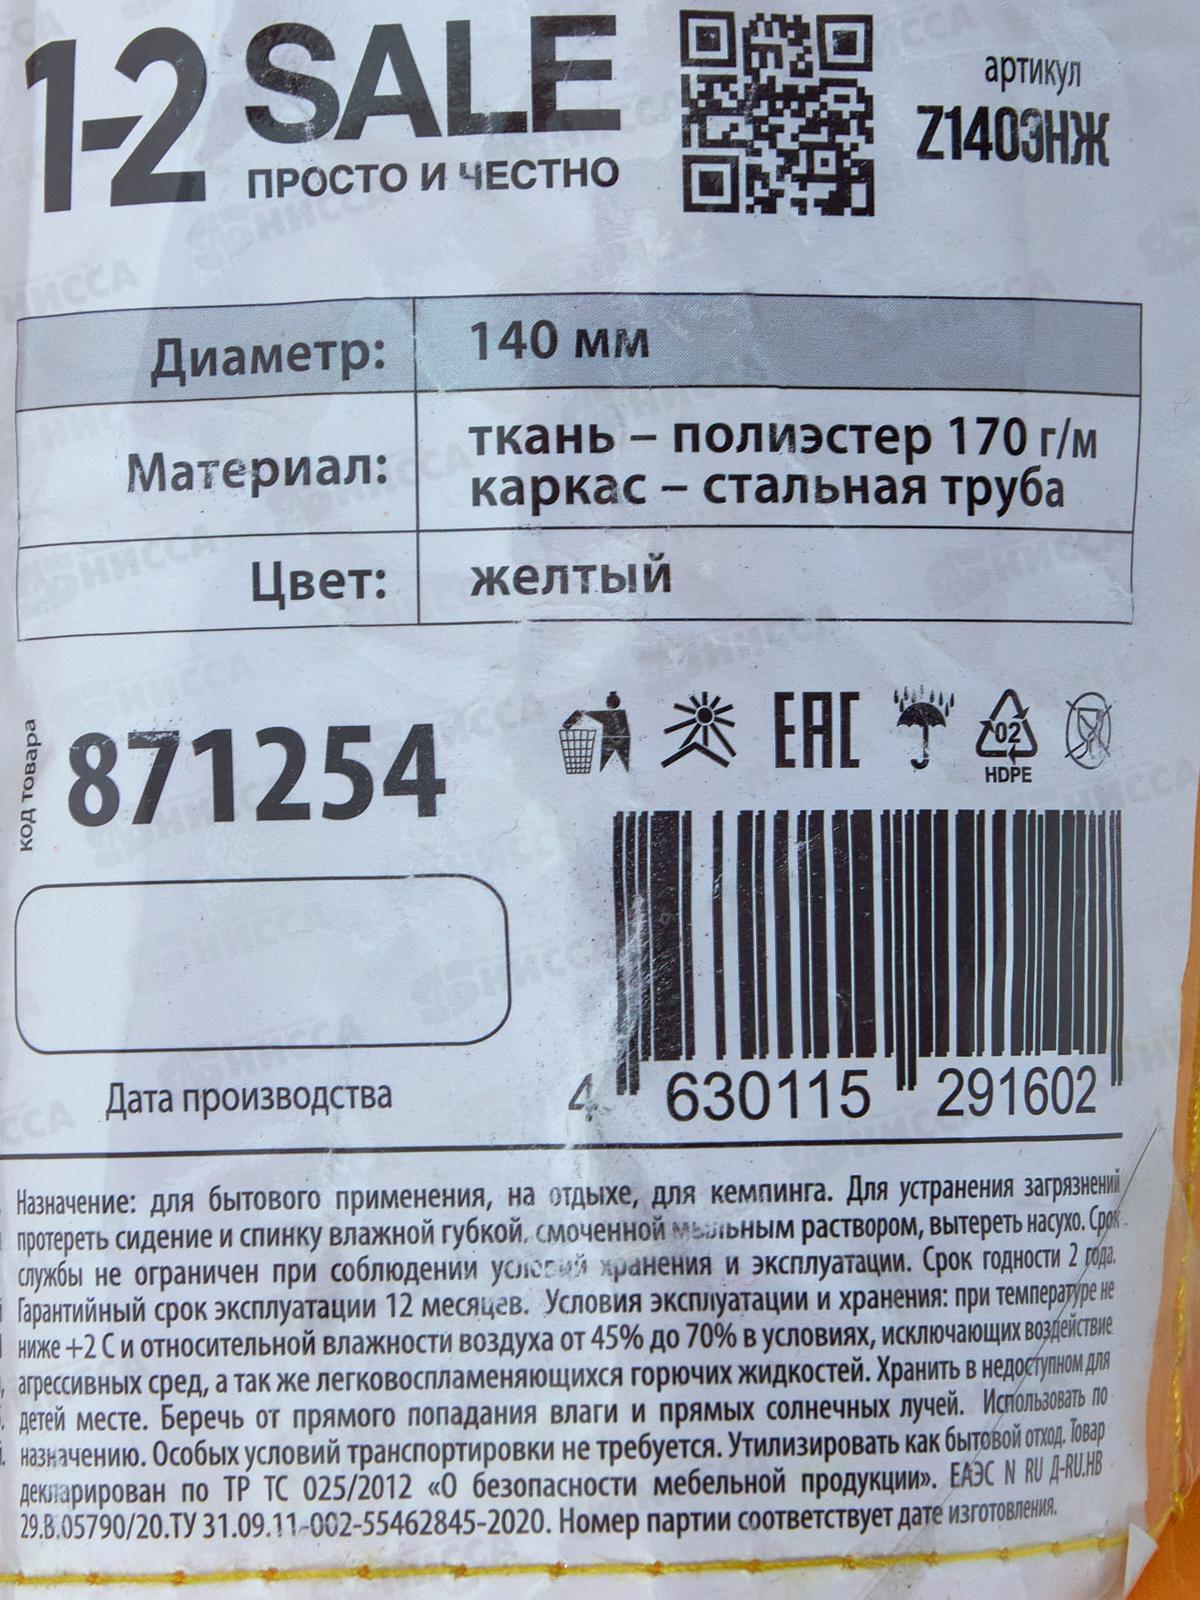 1-2 SALE
ПРОСТО И ЧЕСТНО
артикул
Z1403НЖ
Диаметр: 140 мм
Материал: ткань – полиэстер 170 г/м
каркас – стальная труба
Цвет: желтый
код товара
871254
EAC
02
HDPE
Дата производства
4 630115 291602
Назначение: для бытового применения, на отдыхе, для кемпинга. Для устранения загрязнений
протереть сидение и спинку влажной губкой, смоченной мыльным раствором, вытереть насухо. Срок
службы не ограничен при соблюдении условий хранения и эксплуатации. Срок годности 2 года.
Гарантийный срок эксплуатации 12 месяцев. Условия эксплуатации и хранения: при температуре не
ниже +2 С и относительной влажности воздуха от 45% до 70% в условиях, исключающих воздействие
агрессивных сред, а так же легковоспламеняющихся горючих жидкостей. Хранить в недоступном для
детей месте. Беречь от прямого попадания влаги и прямых солнечных лучей. Использовать по
назначению. Особых условий транспортировки не требуется. Утилизировать как бытовой отход. Товар
декларирован по ТР ТС 025/2012 «О безопасности мебельной продукции». ЕАЭС N RU Д-RU.НВ
29.В.05790/20.ТУ 31.09.11-002-55462845-2020. Номер партии соответствует дате изготовления.